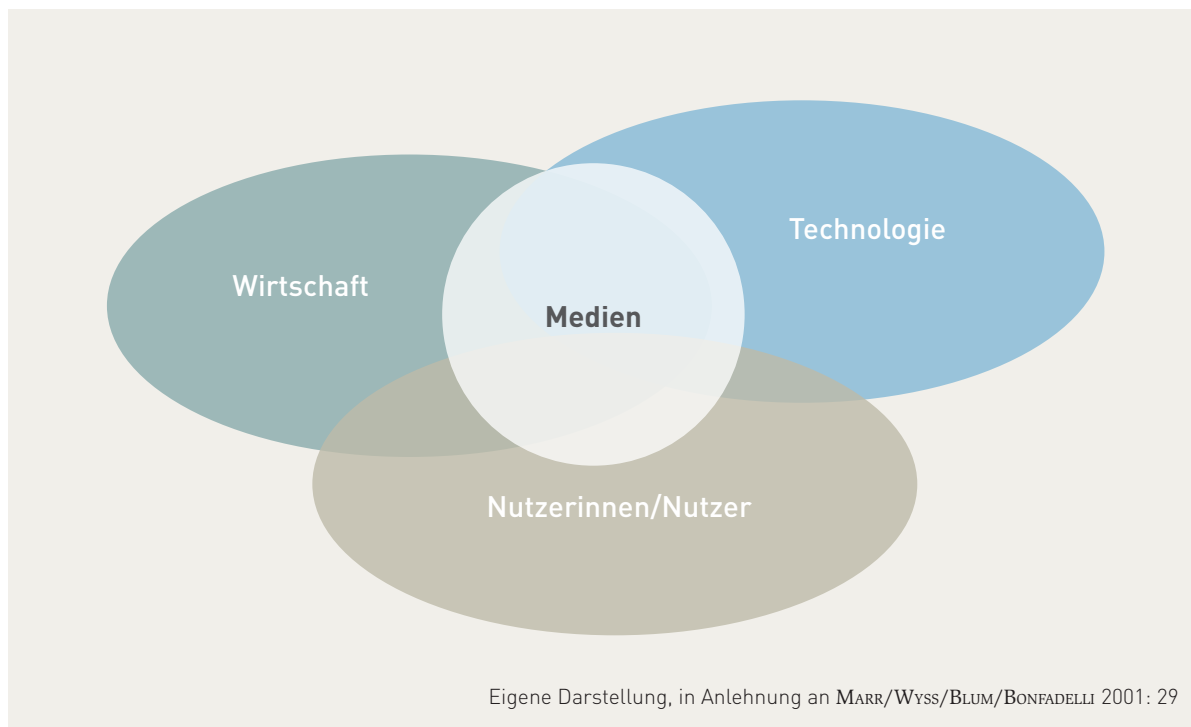 Technologie
Wirtschaft
Medien
Nutzerinnen/Nutzer
Eigene Darstellung, in Anlehnung an MARR/WYSS/BLUM/BONFADELLI 2001: 29